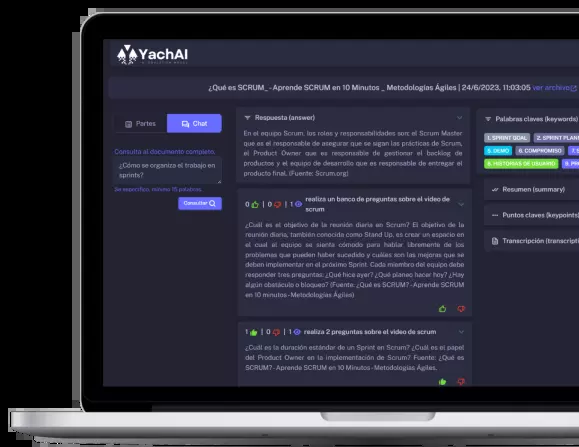 YachAI
¿Qué es SCRUM_-Aprende SCRUM en 10 Minutos _ Metodologías Ágiles | 24/6/2023, 11:03:05 ver archivo
Partes
Chat
Consulta al documento completo.
¿Cómo se organiza el trabajo en
sprints?
Se específico, mínimo 15 palabras.
Consultar
Respuesta (answer)
En el equipo Scrum, los roles y responsabilidades son: el Scrum Master
que es el responsable de asegurar que se sigan las prácticas de Scrum,
el Product Owner que es responsable de gestionar el backlog de
productos y el equipo de desarrollo que es responsable de entregar el
producto final. (Fuente: Scrum.org)
0 | 0 | 1 realiza un banco de preguntas sobre el video de
scrum
¿Cuál es el objetivo de la reunión diaria en Scrum? El objetivo de la
reunión diaria, también conocida como Stand Up, es crear un espacio en
el cual el equipo se sienta cómodo para hablar libremente de los
problemas que pueden haber sucedido y cuáles son las mejoras que se
deben implementar en el próximo Sprint. Cada miembro del equipo debe
responder tres preguntas: ¿Qué hice ayer? ¿Qué planeo hacer hoy? ¿Hay
algún obstáculo o bloqueo? (Fuente: ¿Qué es SCRUM? - Aprende SCRUM
en 10 minutos - Metodologías Ágiles)
1 | 0 | 1 realiza 2 preguntas sobre el video de scrum
¿Cuál es la duración estándar de un Sprint en Scrum? ¿Cuál es el papel
del Product Owner en la implementación de Scrum? Fuente: ¿Qué es
SCRUM? - Aprende SCRUM en 10 Minutos - Metodologías Ágiles.
Palabras claves (keywords)
1. SPRINT GOAL
2. SPRINT PLANN
5. DEMO
6. COMPROMISO
8. HISTORIAS DE USUARIO
Resumen (summary)
Puntos claves (keypoints)
Transcripción (transcripti